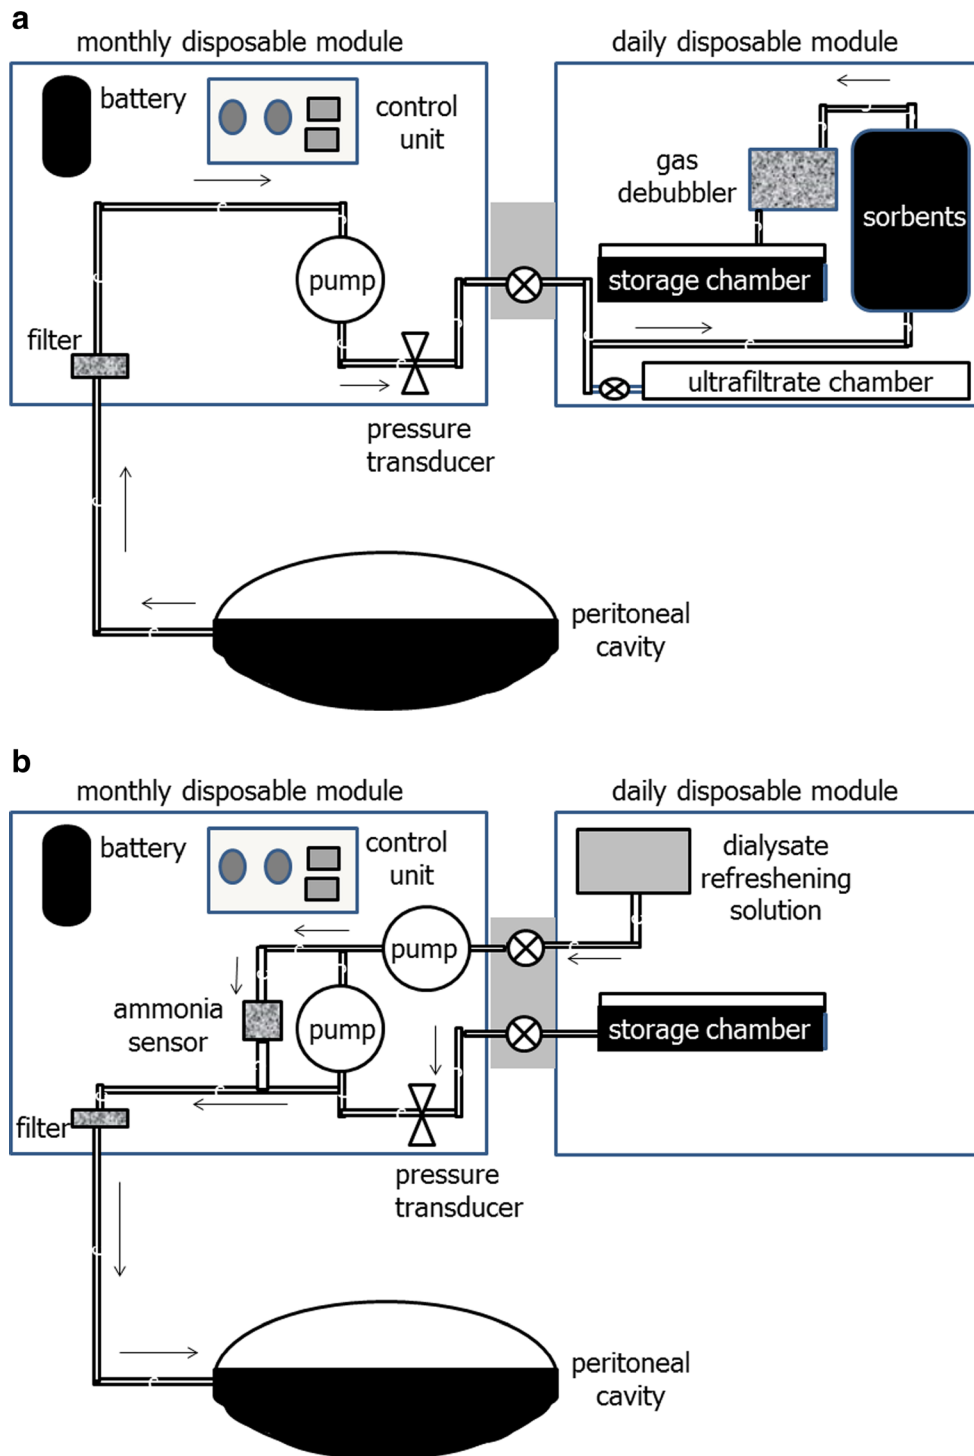 a
monthly disposable module
daily disposable module
battery
control
unit
gas
debubbler
sorbents
pump
storage chamber
filter
ultrafiltrate chamber
pressure
transducer
peritoneal
cavity
b
monthly disposable module
daily disposable module
battery
control
unit
dialysate
refreshening
solution
pump
ammonia
sensor
pump
storage chamber
filter
pressure
transducer
peritoneal
cavity